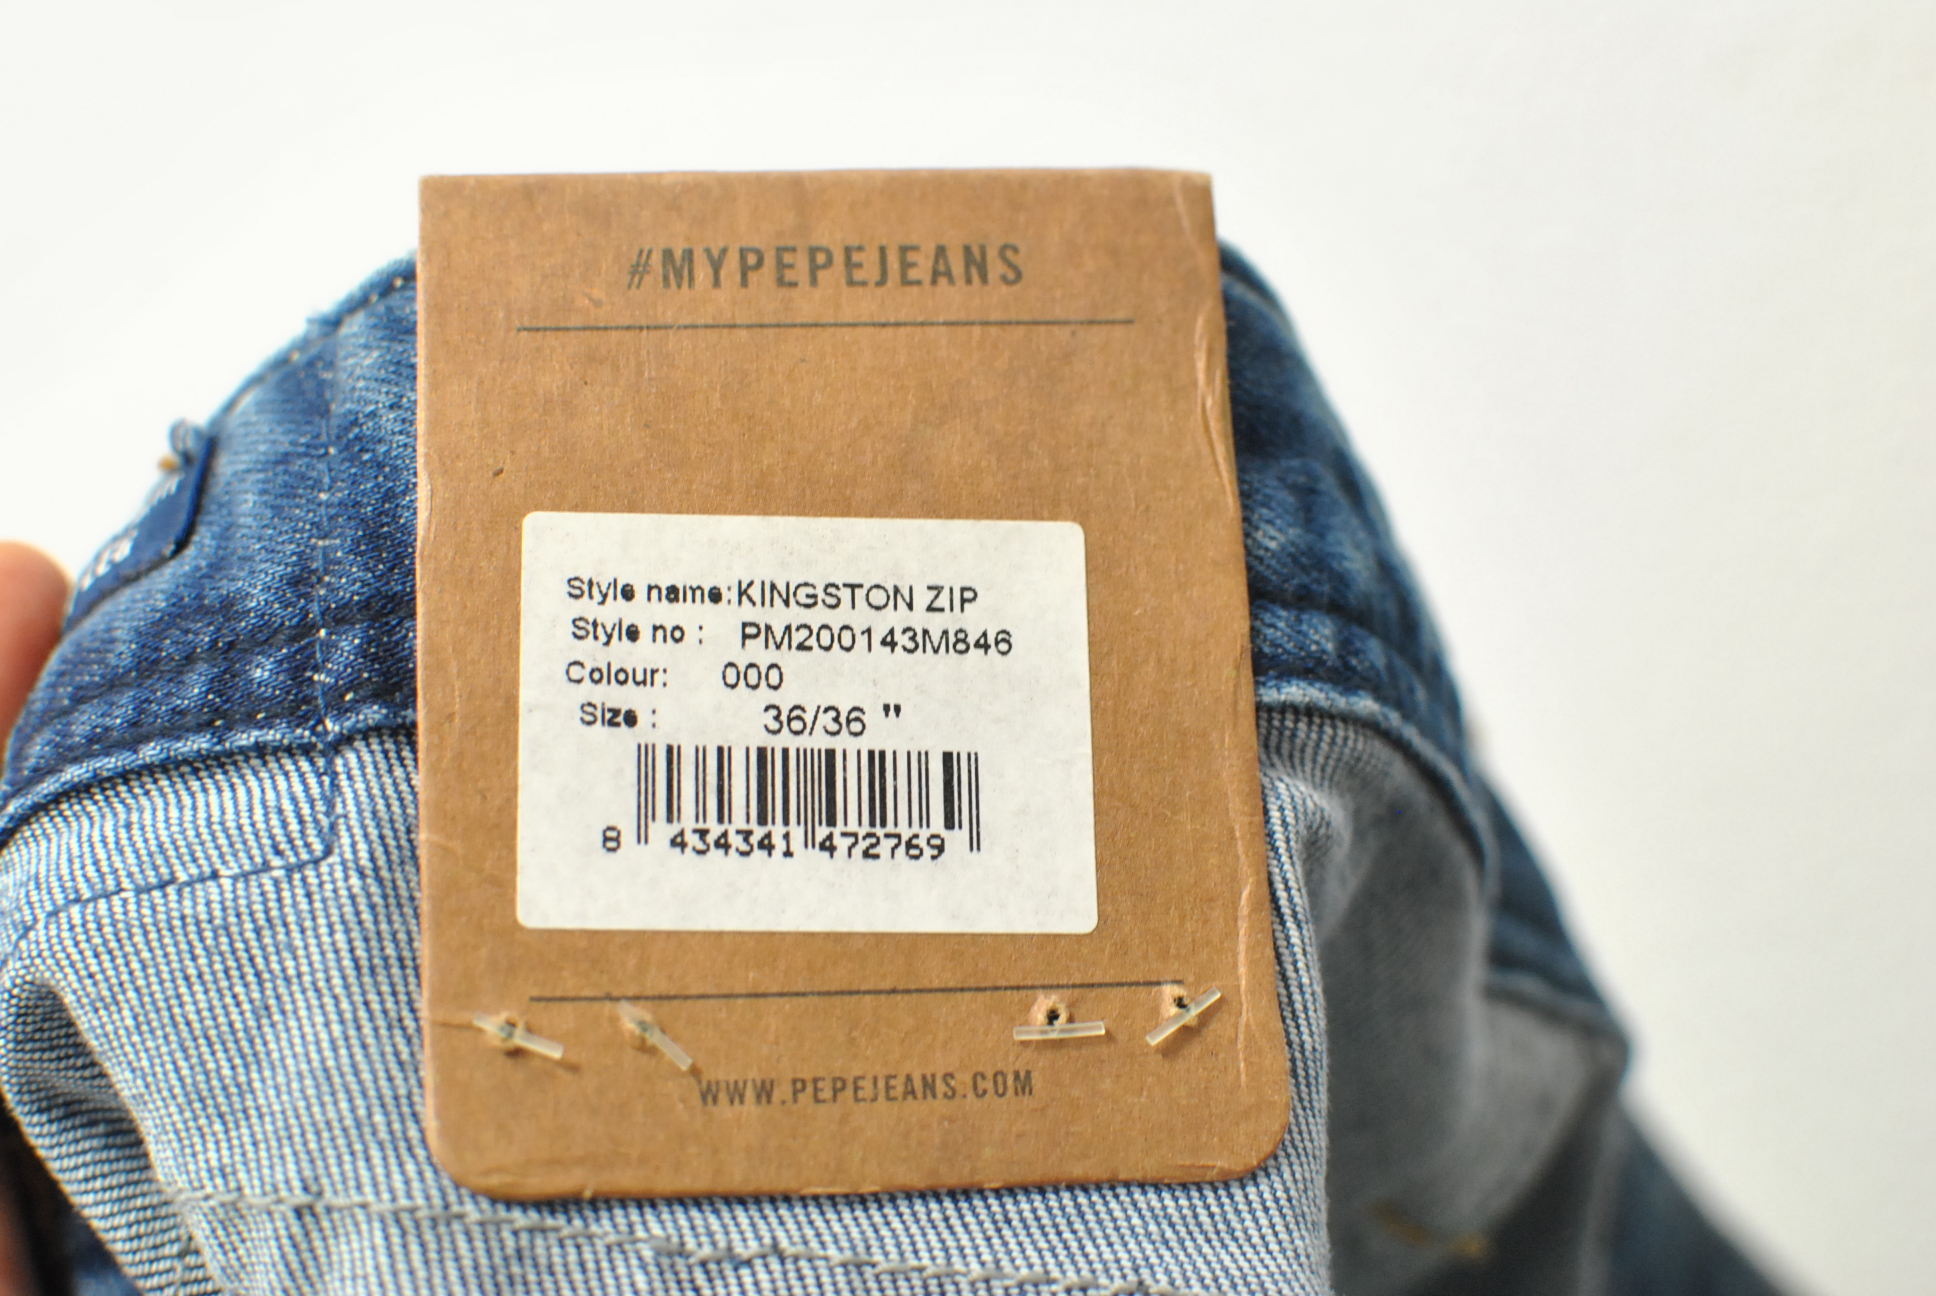 #MYPEPEJEANS
Style name:KINGSTON ZIP
Style no : PM200143M846
Colour: 000
Size : 36/36 "
8 434341 472769
WWW.PEPEJEANS.COM